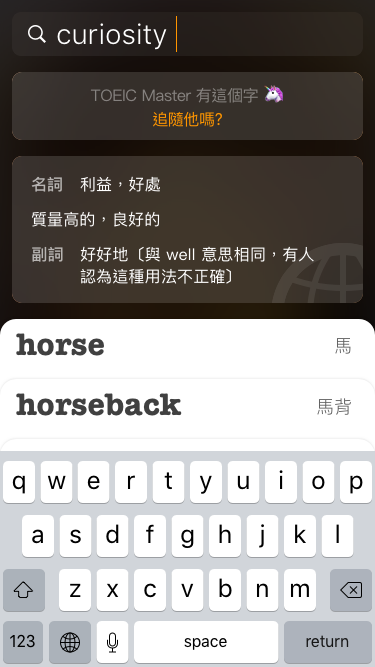 curiosity
TOEIC Master 有這個字 🦄
追隨他嗎?
名詞 利益，好處
質量高的，良好的
副詞 好好地〔與 well 意思相同，有人
認為這種用法不正確〕
horse 馬
horseback 馬背
q w e r t y u i o p
a s d f g h j k l
z x c v b n m
123 space return